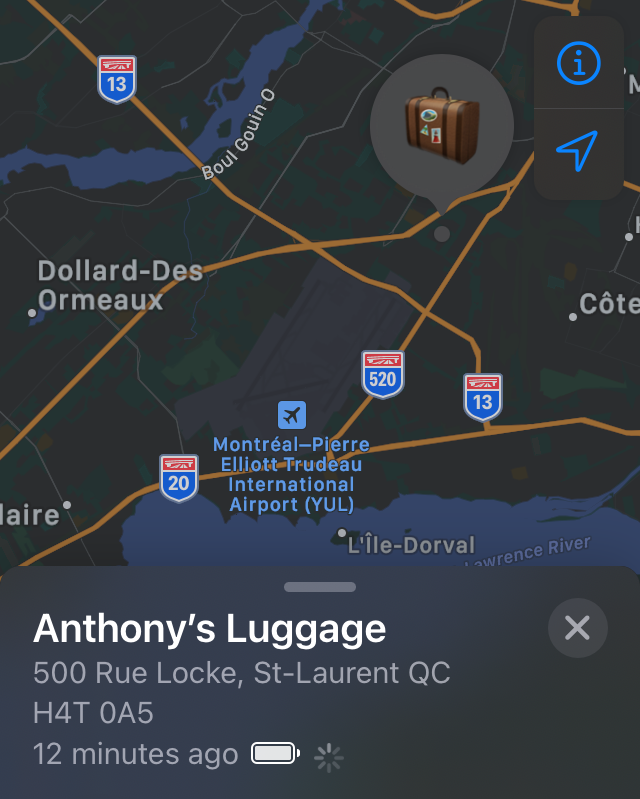 13
Boul Gouin O
Dollard-Des
Ormeaux
Côte
520
13
Montréal–Pierre
Elliott Trudeau
International
Airport (YUL)
20
laire
L'Île-Dorval
Lawrence River
Anthony's Luggage
500 Rue Locke, St-Laurent QC
H4T 0A5
12 minutes ago